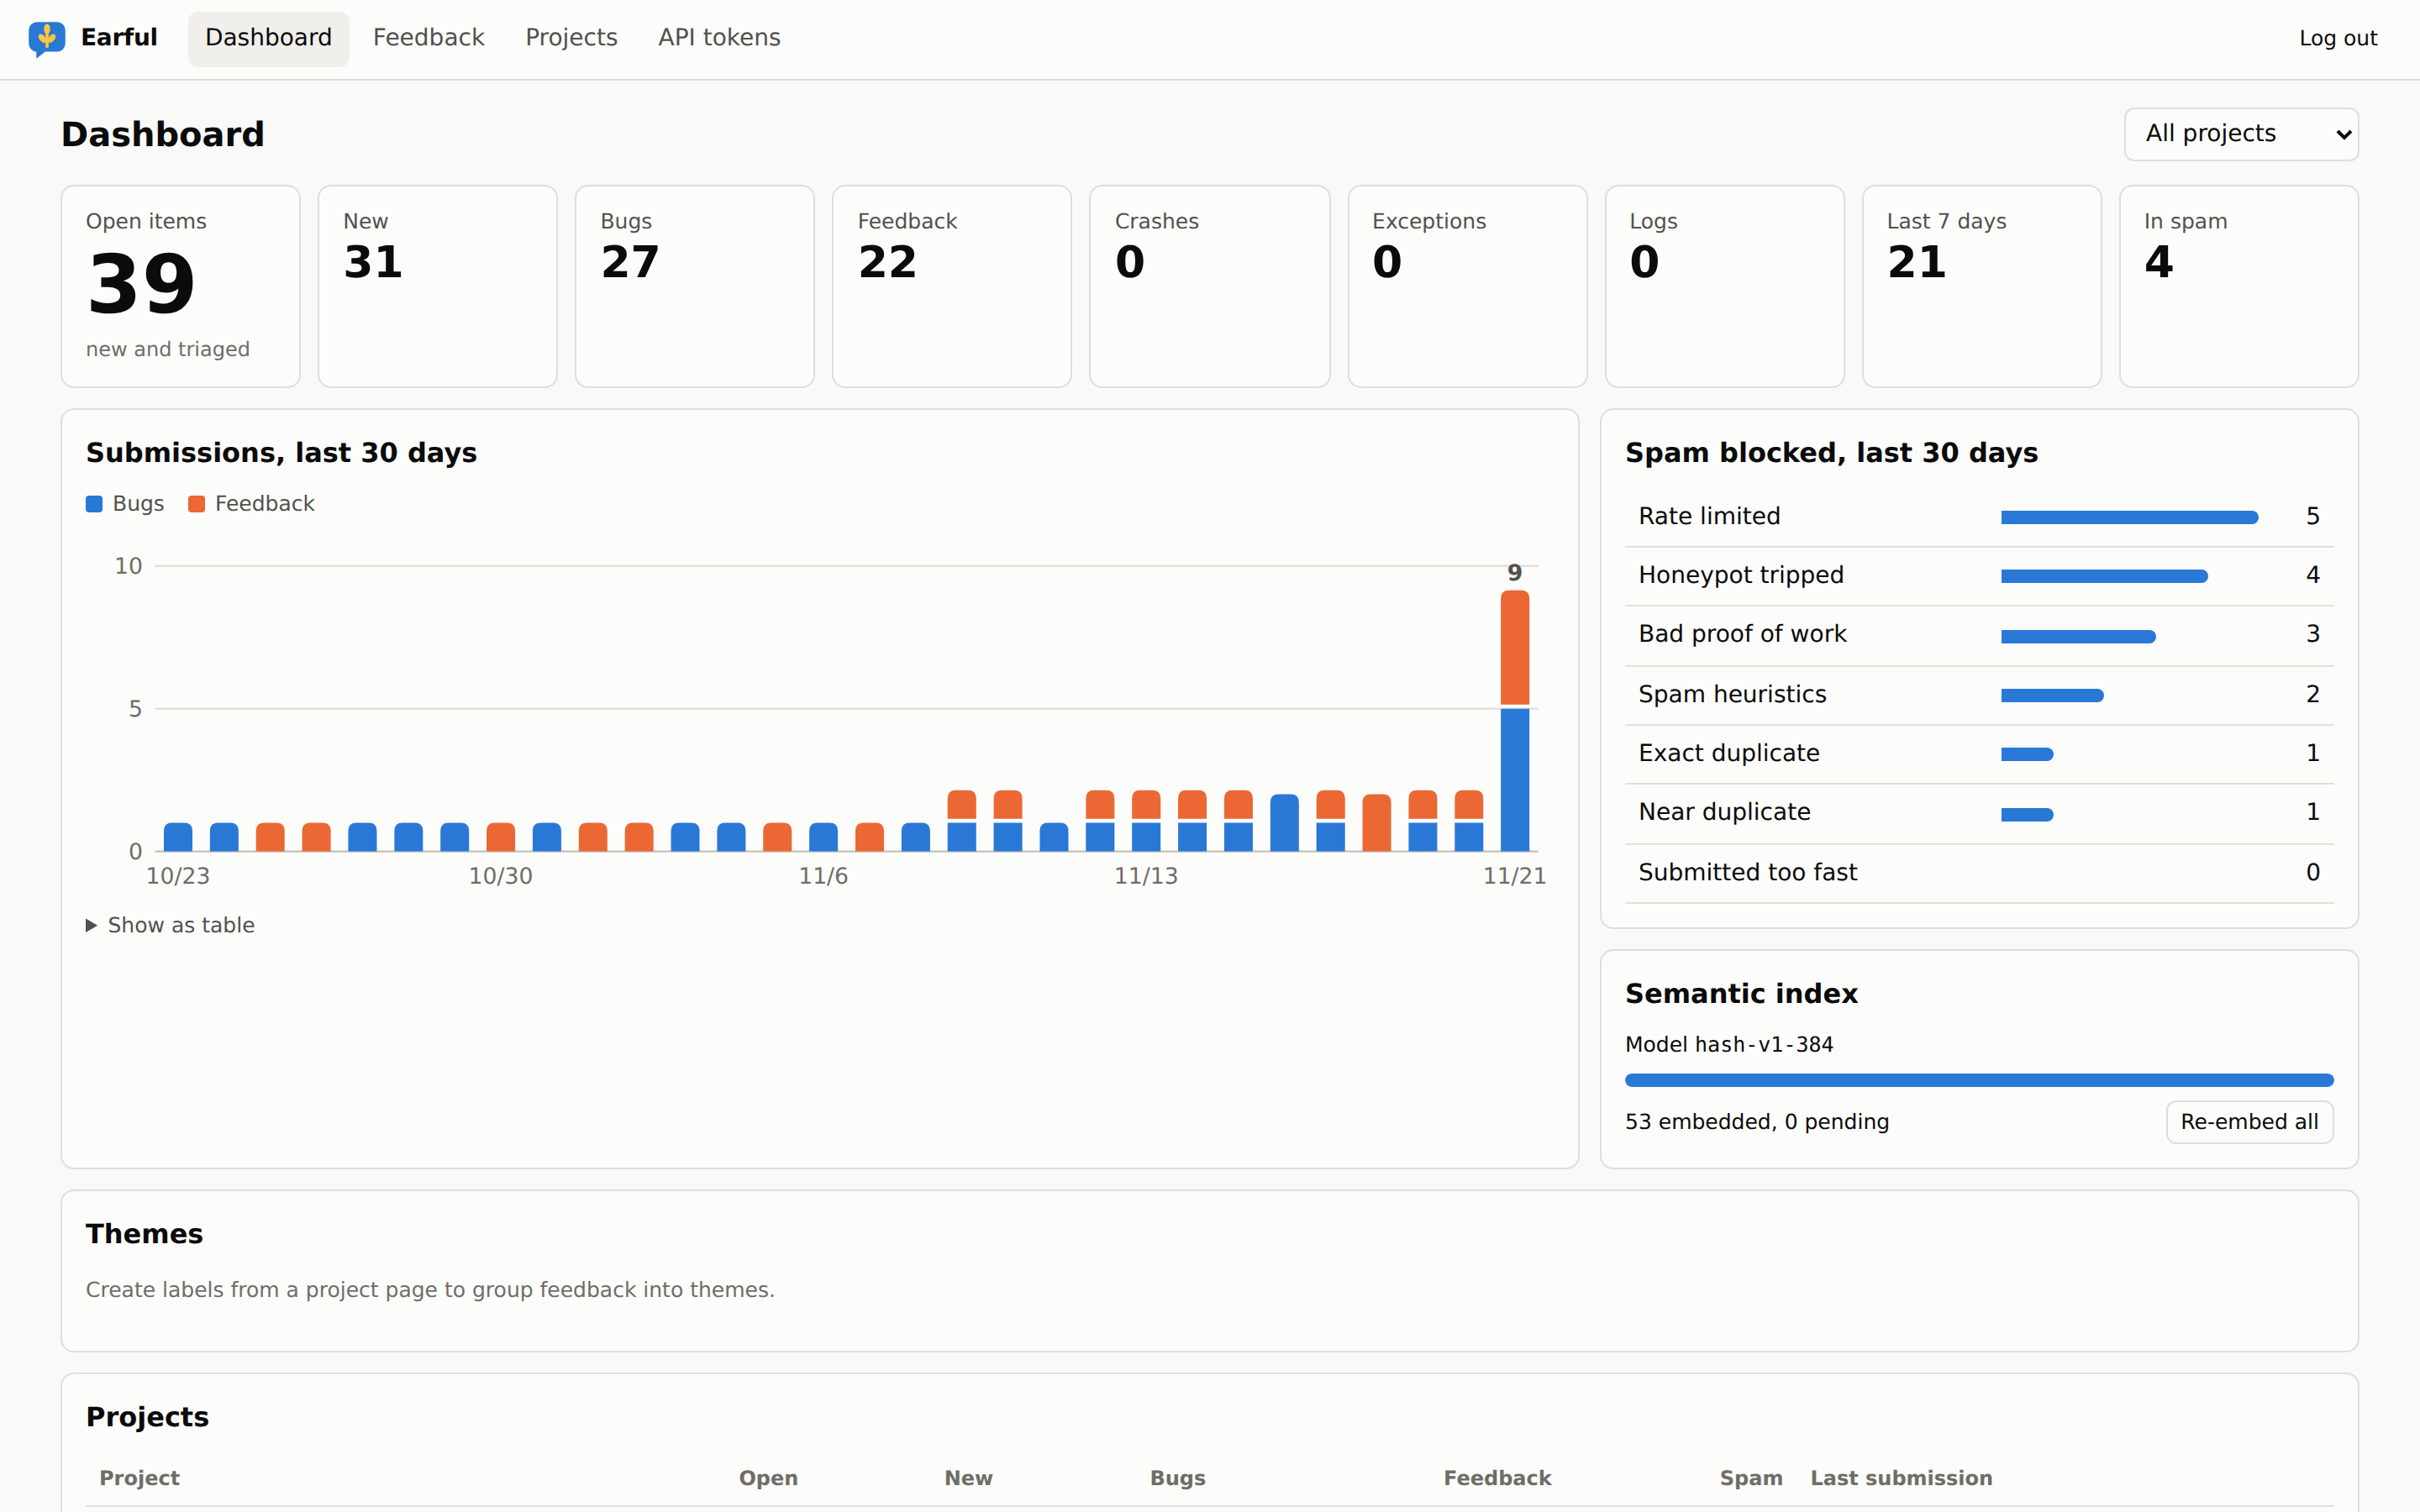 Earful Dashboard Feedback Projects API tokens Log out
Dashboard All projects
Open items New Bugs Feedback Crashes Exceptions Logs Last 7 days In spam
39 31 27 22 0 0 0 21 4
new and triaged
Submissions, last 30 days
Bugs Feedback
10
9
5
0
10/23 10/30 11/6 11/13 11/21
Show as table
Spam blocked, last 30 days
Rate limited 5
Honeypot tripped 4
Bad proof of work 3
Spam heuristics 2
Exact duplicate 1
Near duplicate 1
Submitted too fast 0
Semantic index
Model hash-v1-384
53 embedded, 0 pending Re-embed all
Themes
Create labels from a project page to group feedback into themes.
Projects
Project Open New Bugs Feedback Spam Last submission